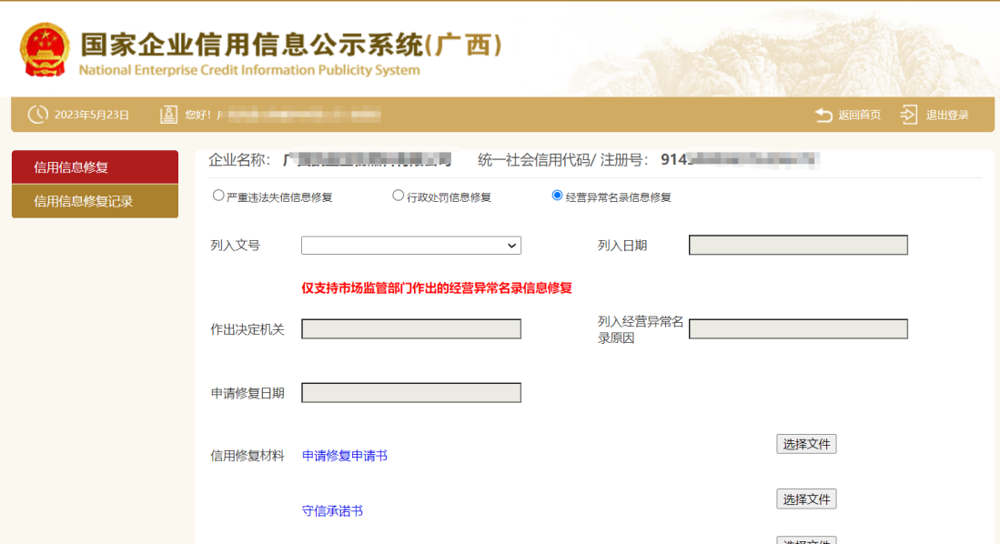 国家企业信用信息公示系统(广西)
National Enterprise Credit Information Publicity System
2023年5月23日 您好! 返回首页 退出登录
信用信息修复
信用信息修复记录
企业名称: 统一社会信用代码/ 注册号: 914
严重违法失信信息修复 行政处罚信息修复 经营异常名录信息修复
列入文号 列入日期
仅支持市场监管部门作出的经营异常名录信息修复
作出决定机关 列入经营异常名
录原因
申请修复日期
信用修复材料 申请修复申请书 选择文件
守信承诺书 选择文件
选择文件